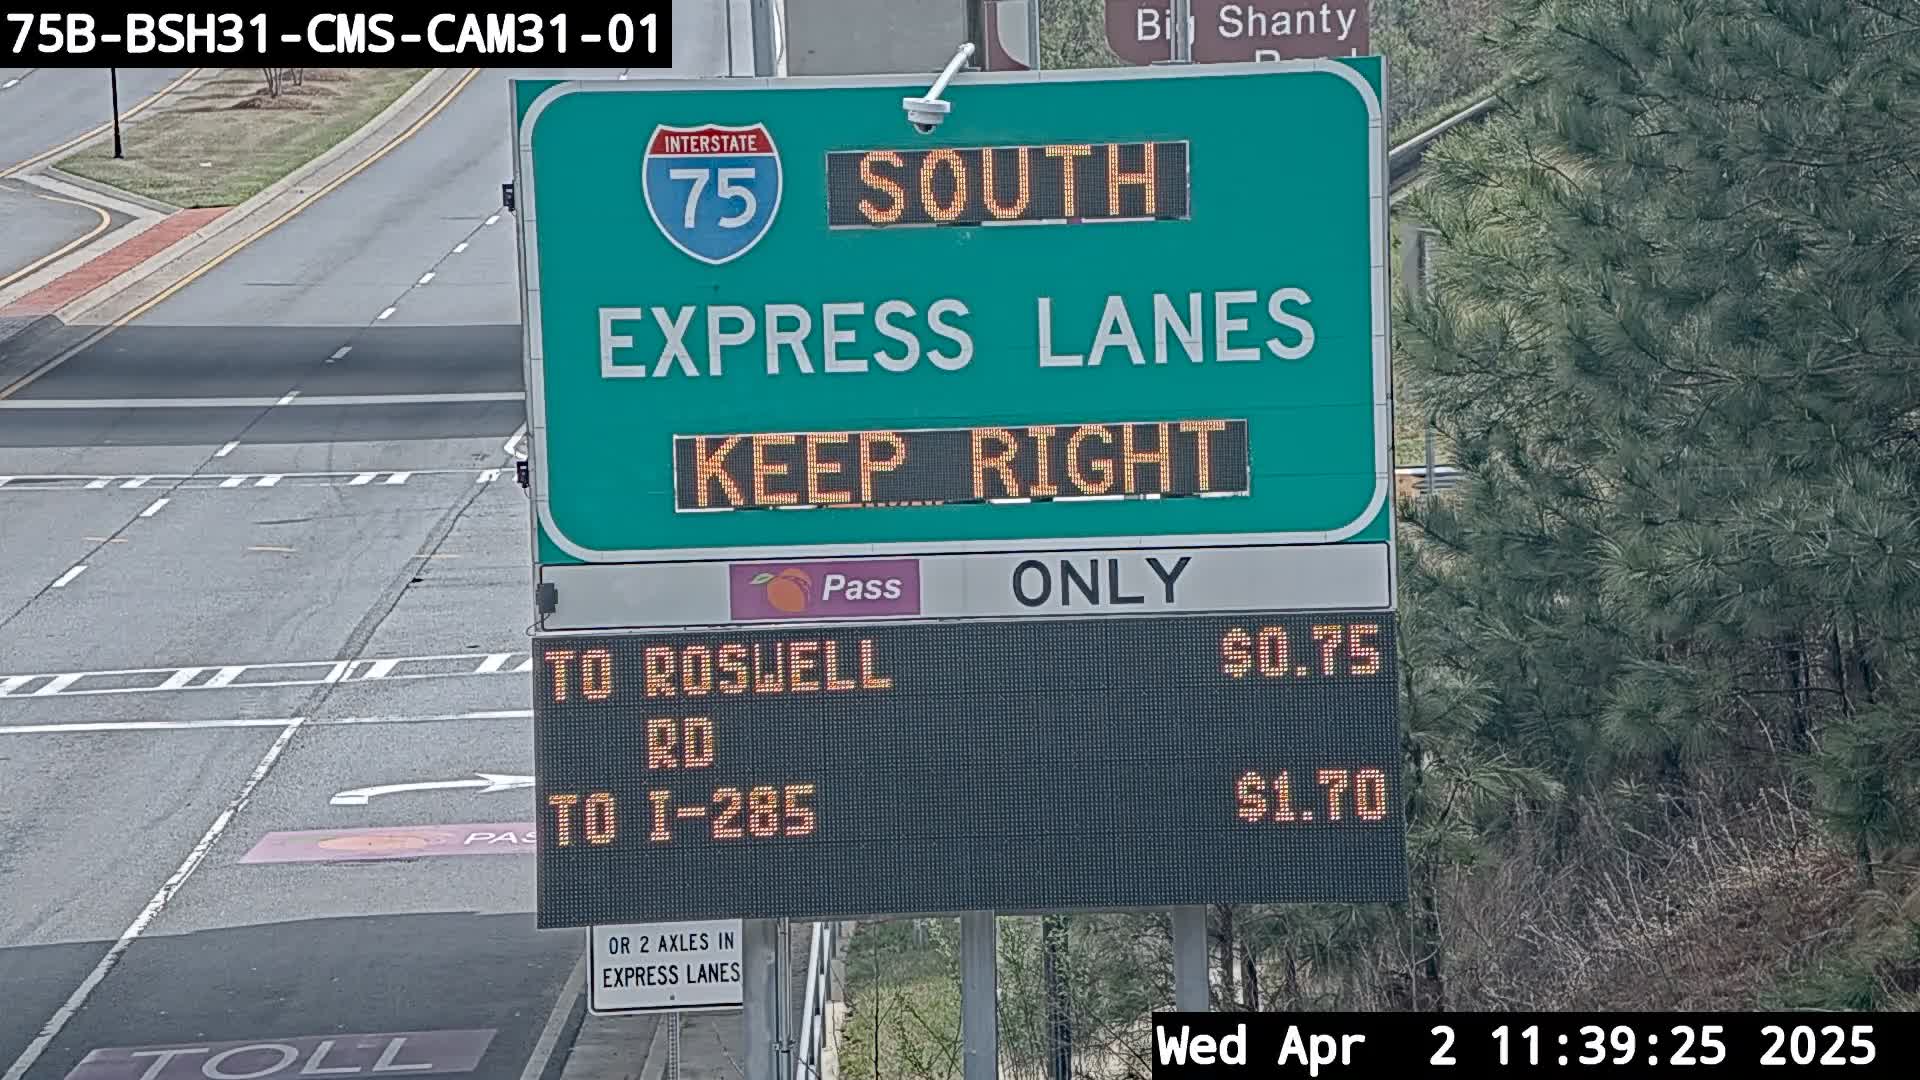 75B-BSH31-CMS-CAM31-01
Big Shanty
Road
INTERSTATE
75
SOUTH
EXPRESS LANES
KEEP RIGHT
Pass ONLY
TO ROSWELL $0.75
RD
TO I-285 $1.70
PAS
OR 2 AXLES IN
EXPRESS LANES
TOLL
Wed Apr 2 11:39:25 2025